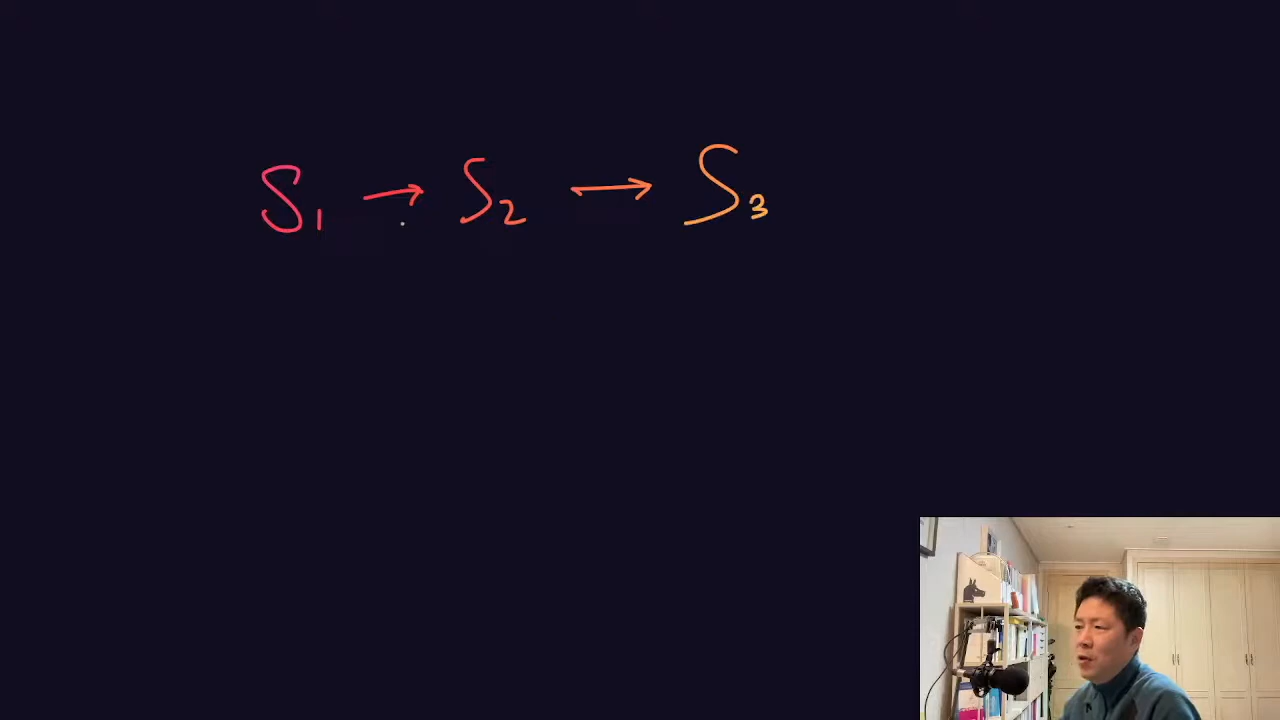 S₁ → S₂ → S₃